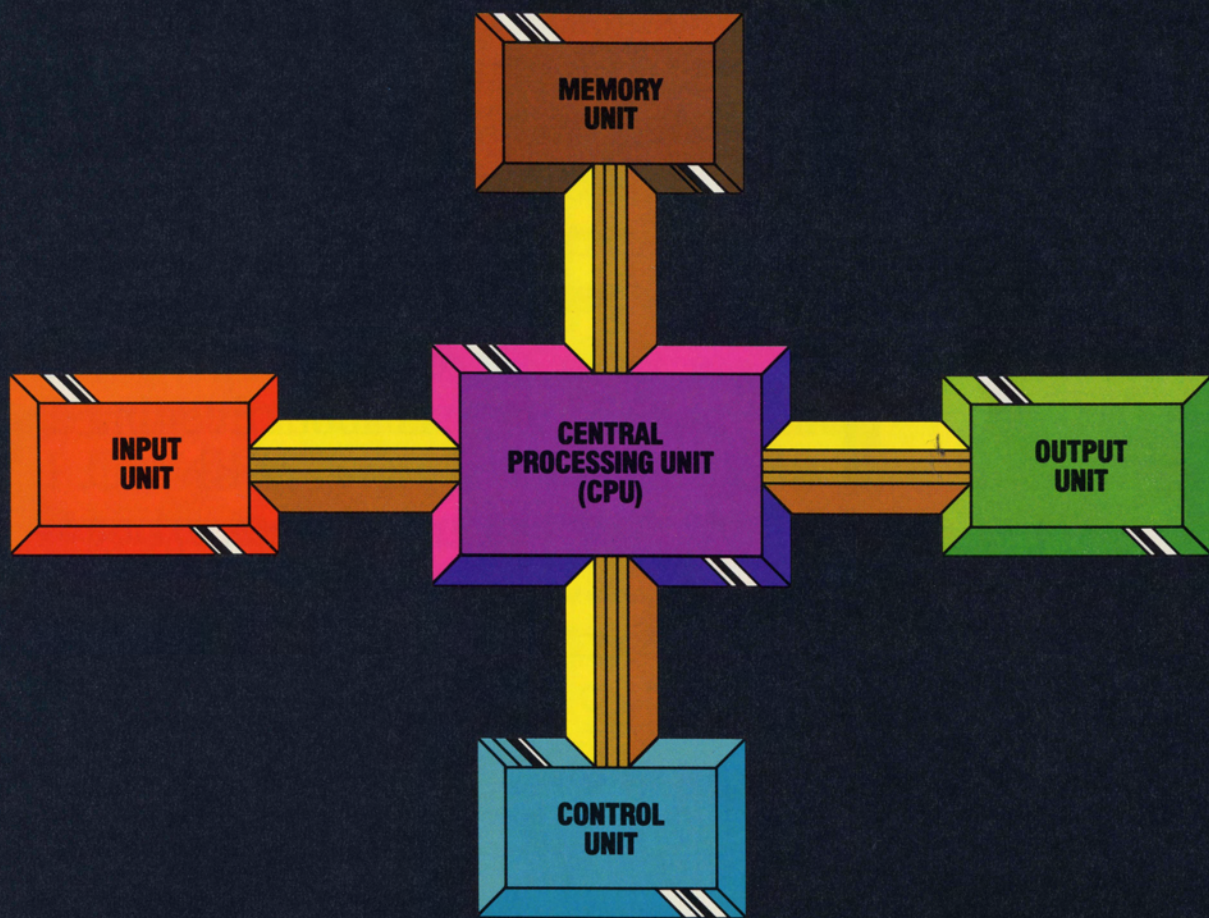 MEMORY
UNIT
INPUT
UNIT
CENTRAL
PROCESSING UNIT
(CPU)
OUTPUT
UNIT
CONTROL
UNIT